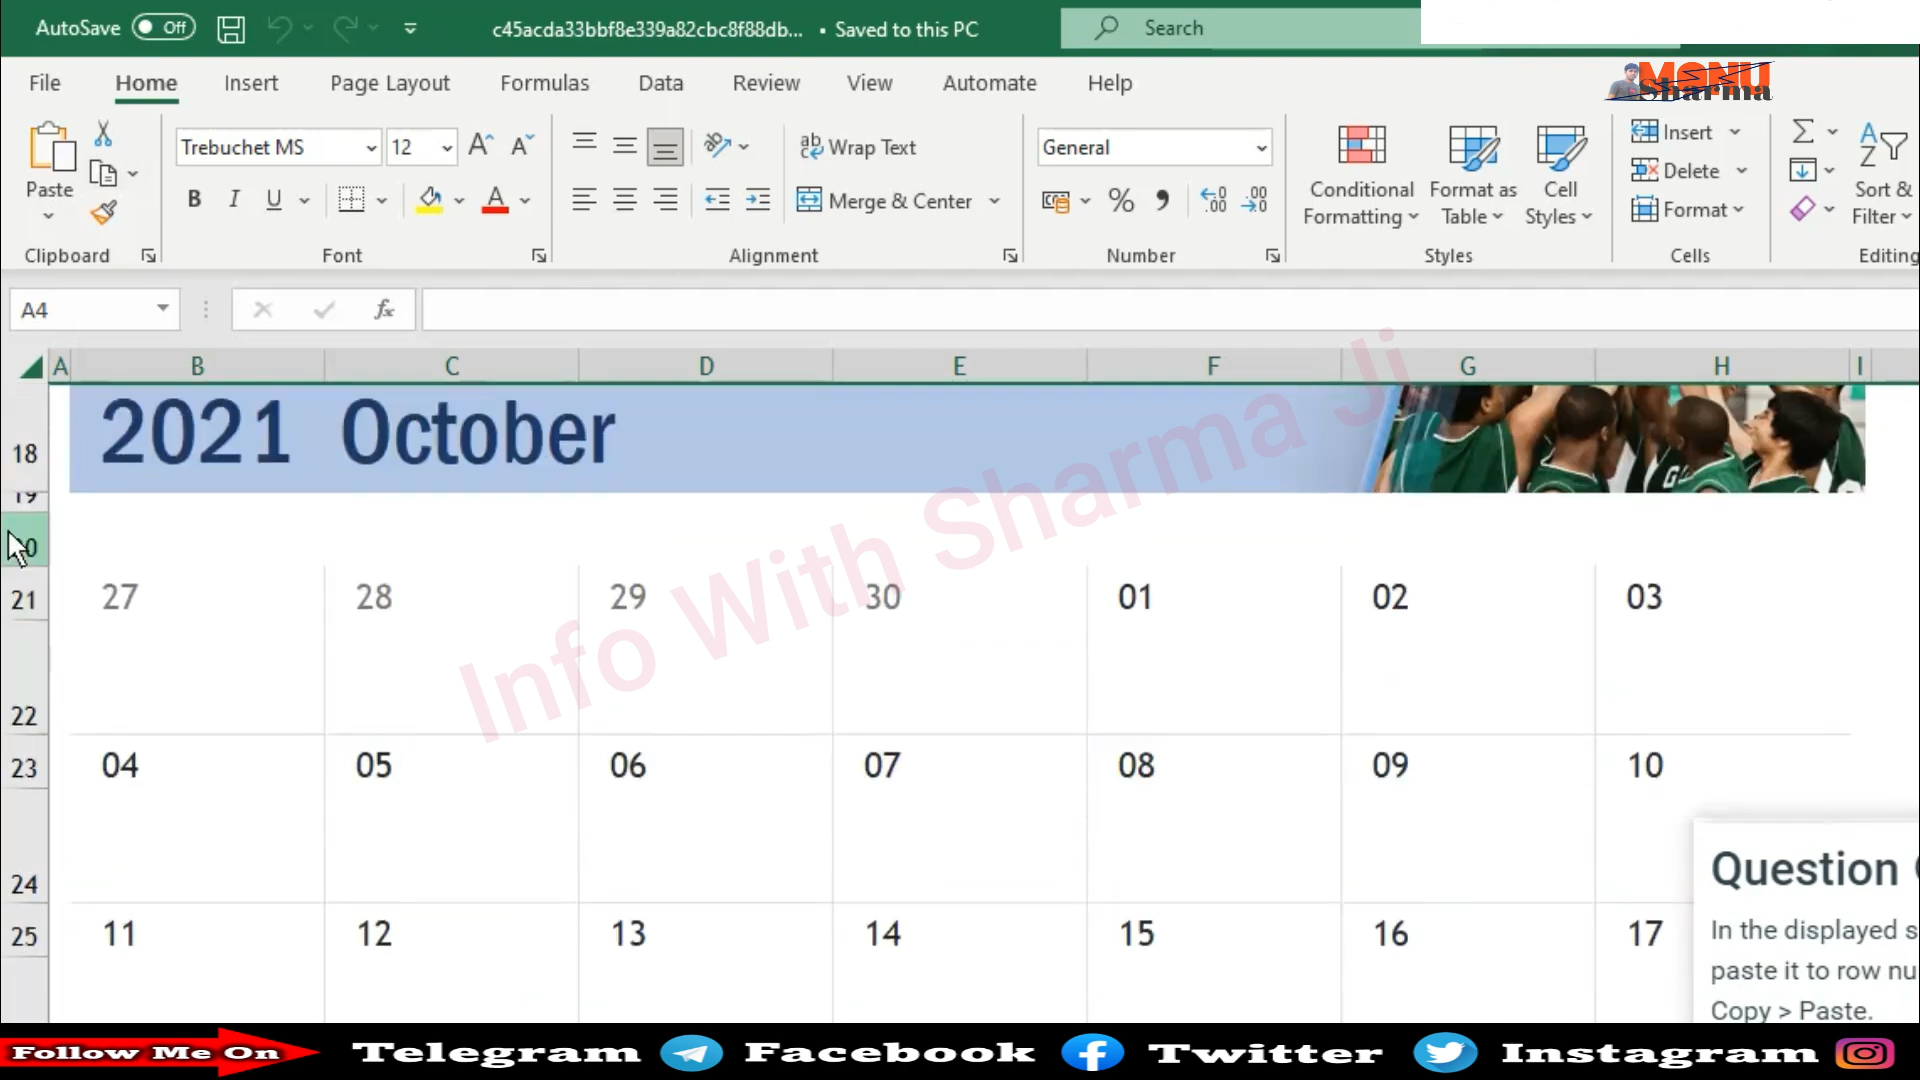 AutoSave Off c45acda33bbf8e339a82cbc8f88db... • Saved to this PC Search
File Home Insert Page Layout Formulas Data Review View Automate Help
MONU
Sharma
Paste
Trebuchet MS 12
B I U
Wrap Text
Merge & Center
General
Conditional
Formatting
Format as
Table
Cell
Styles
Insert
Delete
Format
Sort &
Filter
Clipboard Font Alignment Number Styles Cells Editing
A4 fx
A B C D E F G H I
18 2021 October
19
21 27 28 29 30 01 02 03
22
23 04 05 06 07 08 09 10
24
25 11 12 13 14 15 16 17
Info With Sharma Ji
Question
In the displayed s
paste it to row nu
Copy > Paste.
Follow Me On Telegram Facebook Twitter Instagram